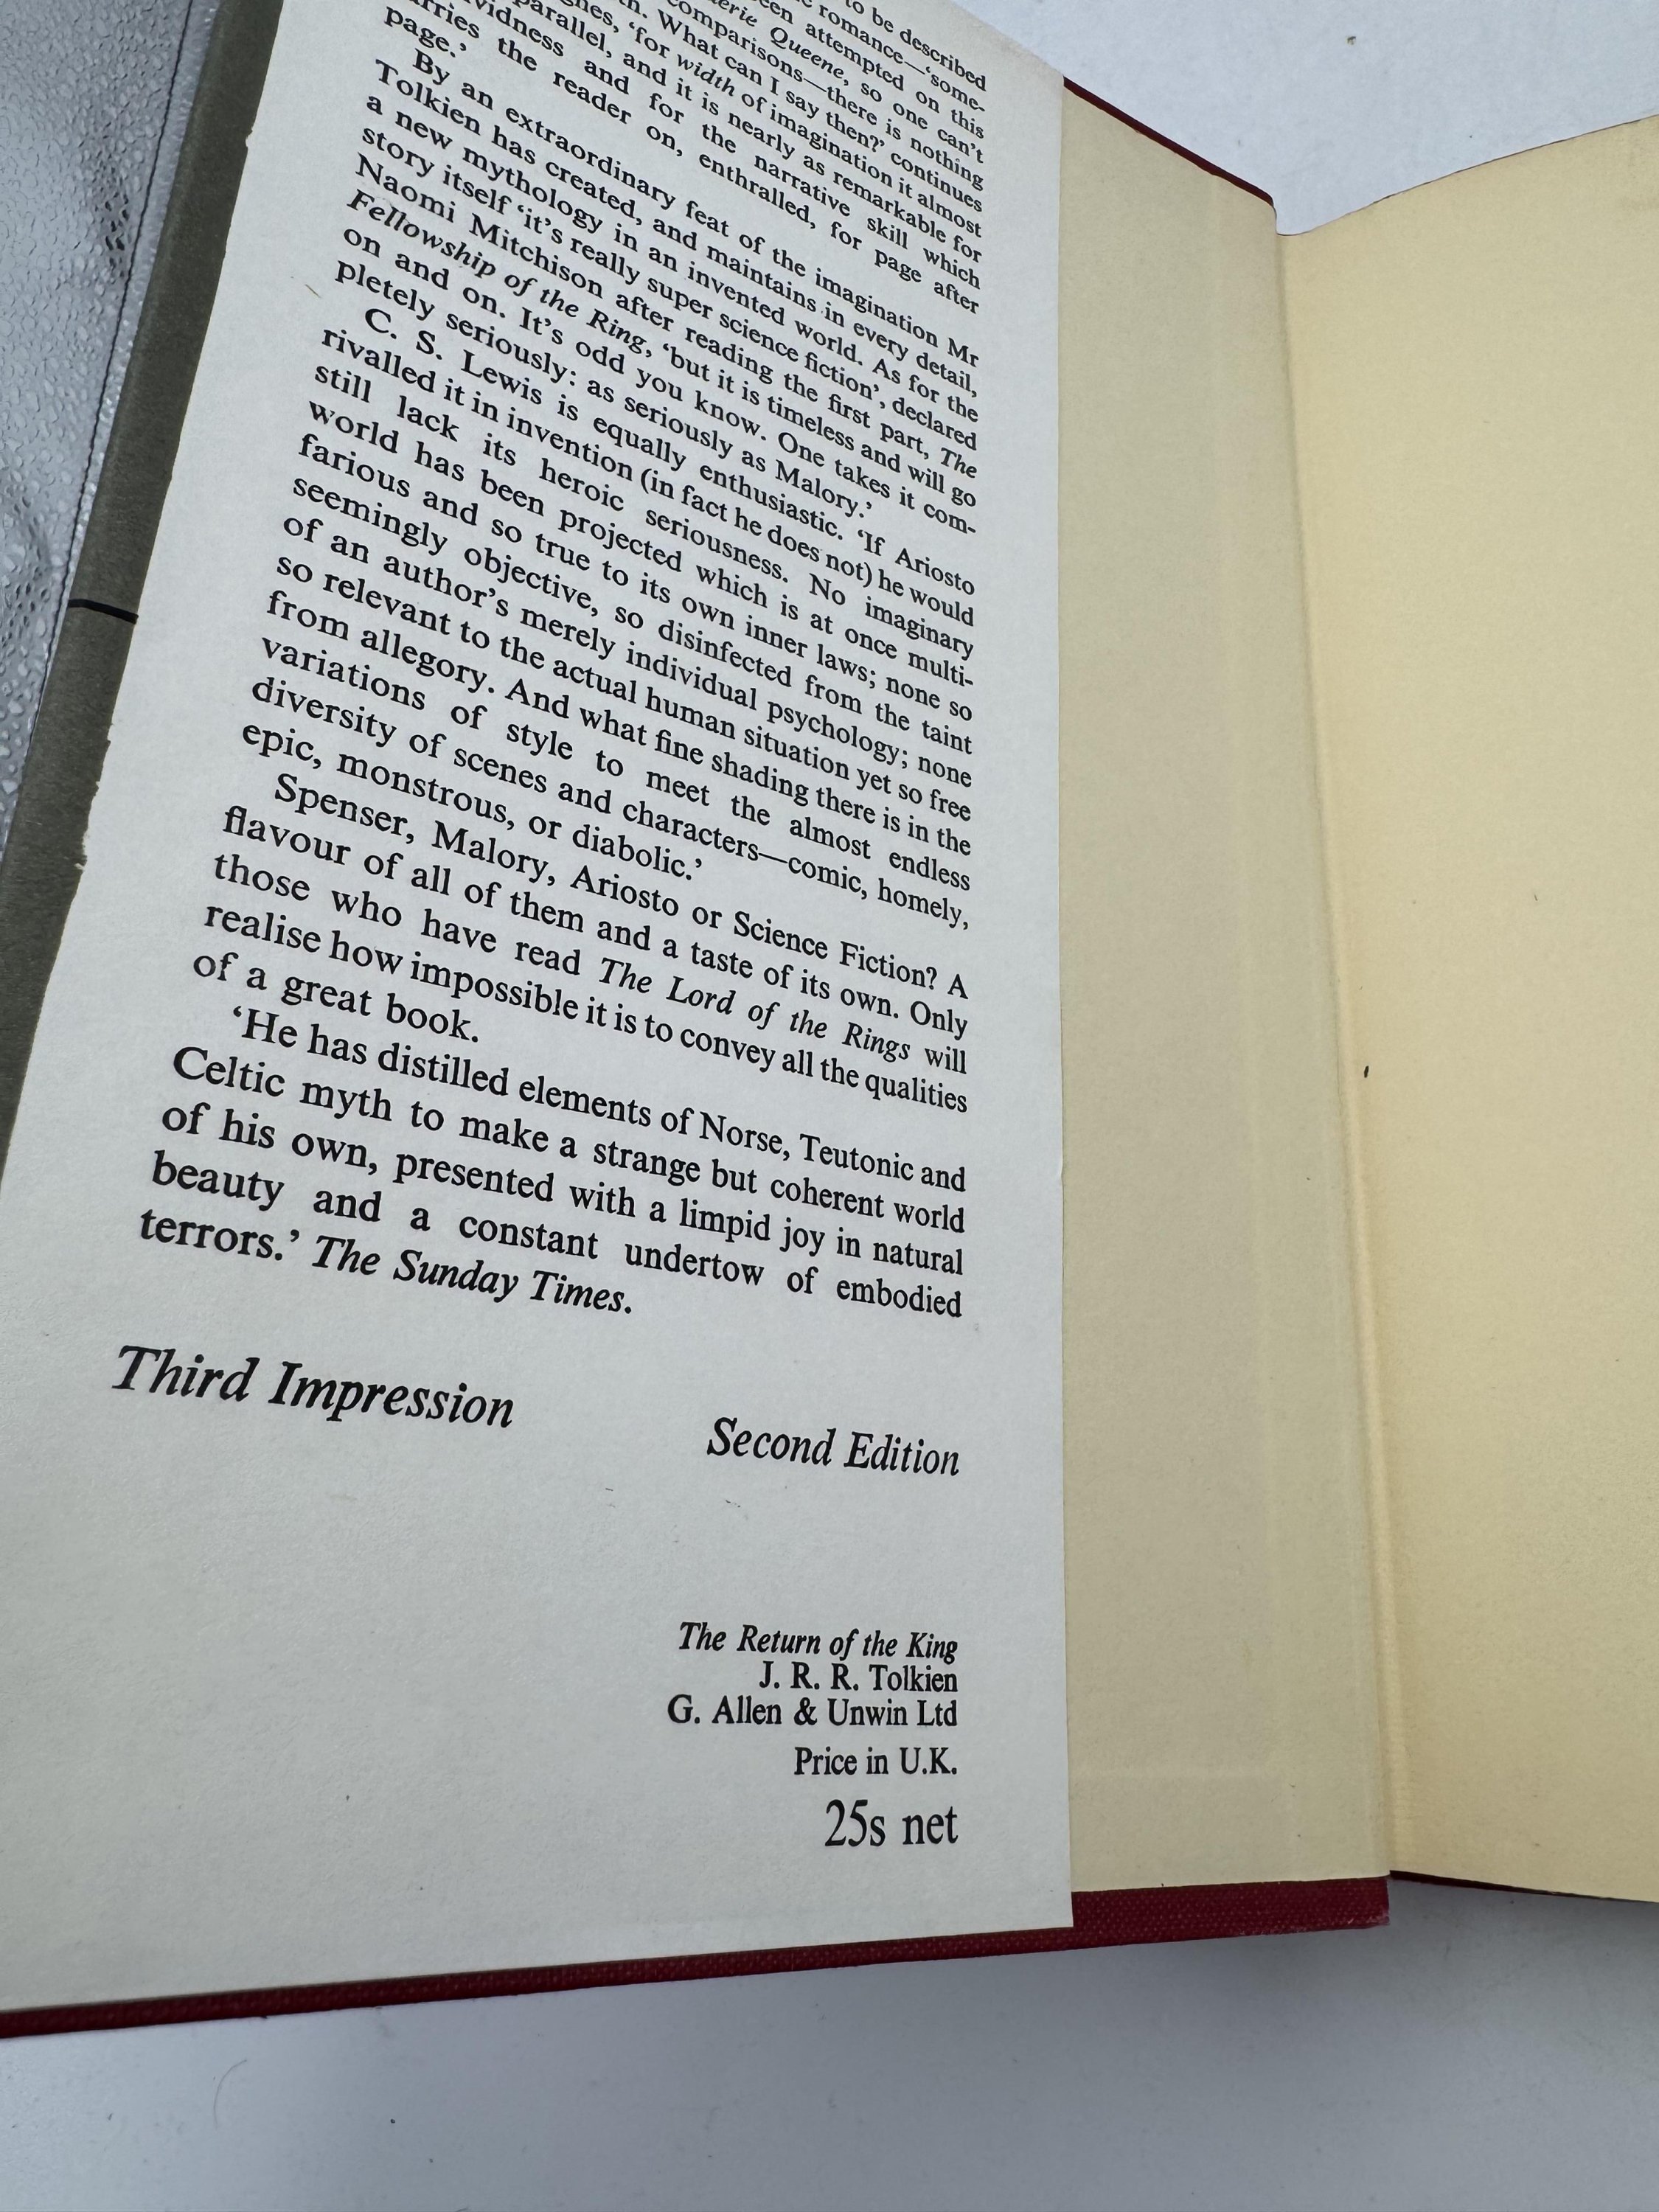 to be described
romance—'some-
been attempted on this
Queene, so one can't
comparisons—there is nothing
What can I say then?' continues
'for width of imagination it almost
parallel, and it is nearly as remarkable for
and for the narrative skill which
the reader on, enthralled, for page after
page.'
By an extraordinary feat of the imagination Mr
Tolkien has created, and maintains in every detail,
a new mythology in an invented world. As for the
story itself 'it's really super science fiction', declared
Naomi Mitchison after reading the first part, The
Fellowship of the Ring, 'but it is timeless and will go
on and on. It's odd you know. One takes it com-
pletely seriously: as seriously as Malory.'
C. S. Lewis is equally enthusiastic. 'If Ariosto
rivalled it in invention (in fact he does not) he would
still lack its heroic seriousness. No imaginary
world has been projected which is at once multi-
farious and so true to its own inner laws; none so
seemingly objective, so disinfected from the taint
of an author's merely individual psychology; none
so relevant to the actual human situation yet so free
from allegory. And what fine shading there is in the
variations of style to meet the almost endless
diversity of scenes and characters—comic, homely,
epic, monstrous, or diabolic.'
Spenser, Malory, Ariosto or Science Fiction? A
flavour of all of them and a taste of its own. Only
those who have read The Lord of the Rings will
realise how impossible it is to convey all the qualities
of a great book.
'He has distilled elements of Norse, Teutonic and
Celtic myth to make a strange but coherent world
of his own, presented with a limpid joy in natural
beauty and a constant undertow of embodied
terrors.' The Sunday Times.
Third Impression
Second Edition
The Return of the King
J. R. R. Tolkien
G. Allen & Unwin Ltd
Price in U.K.
25s net